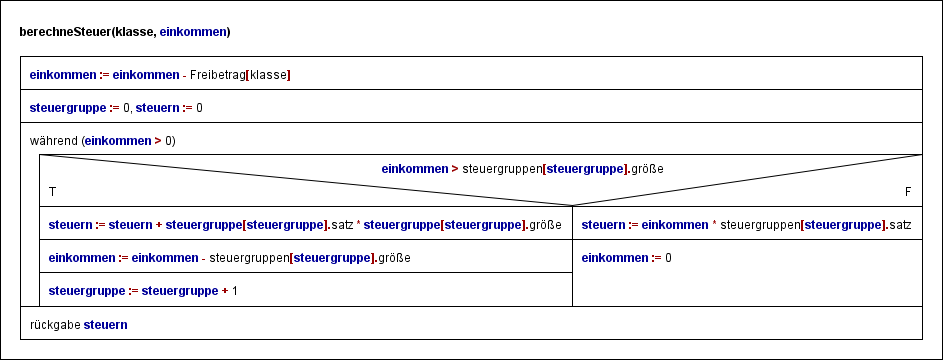 berechneSteuer(klasse, einkommen)
einkommen := einkommen - Freibetrag[klasse]
steuergruppe := 0, steuern := 0
während (einkommen > 0)
einkommen > steuergruppen[steuergruppe].größe
T F
steuern := steuern + steuergruppe[steuergruppe].satz * steuergruppe[steuergruppe].größe
steuern := einkommen * steuergruppen[steuergruppe].satz
einkommen := einkommen - steuergruppen[steuergruppe].größe
einkommen := 0
steuergruppe := steuergruppe + 1
rückgabe steuern